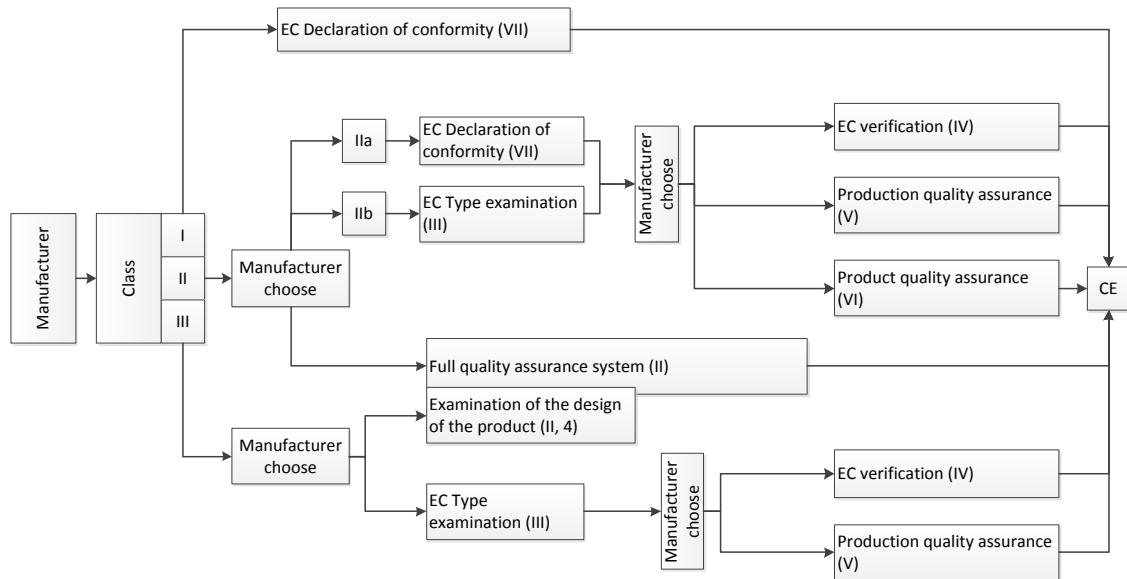 EC Declaration of conformity (VII)
IIa
EC Declaration of
conformity (VII)
IIb
EC Type examination
(III)
Manufacturer
choose
EC verification (IV)
Production quality assurance
(V)
Product quality assurance
(VI)
CE
Manufacturer
Class
I
II
III
Manufacturer
choose
Full quality assurance system (II)
Examination of the design
of the product (II, 4)
Manufacturer
choose
EC Type
examination (III)
Manufacturer
choose
EC verification (IV)
Production quality assurance
(V)